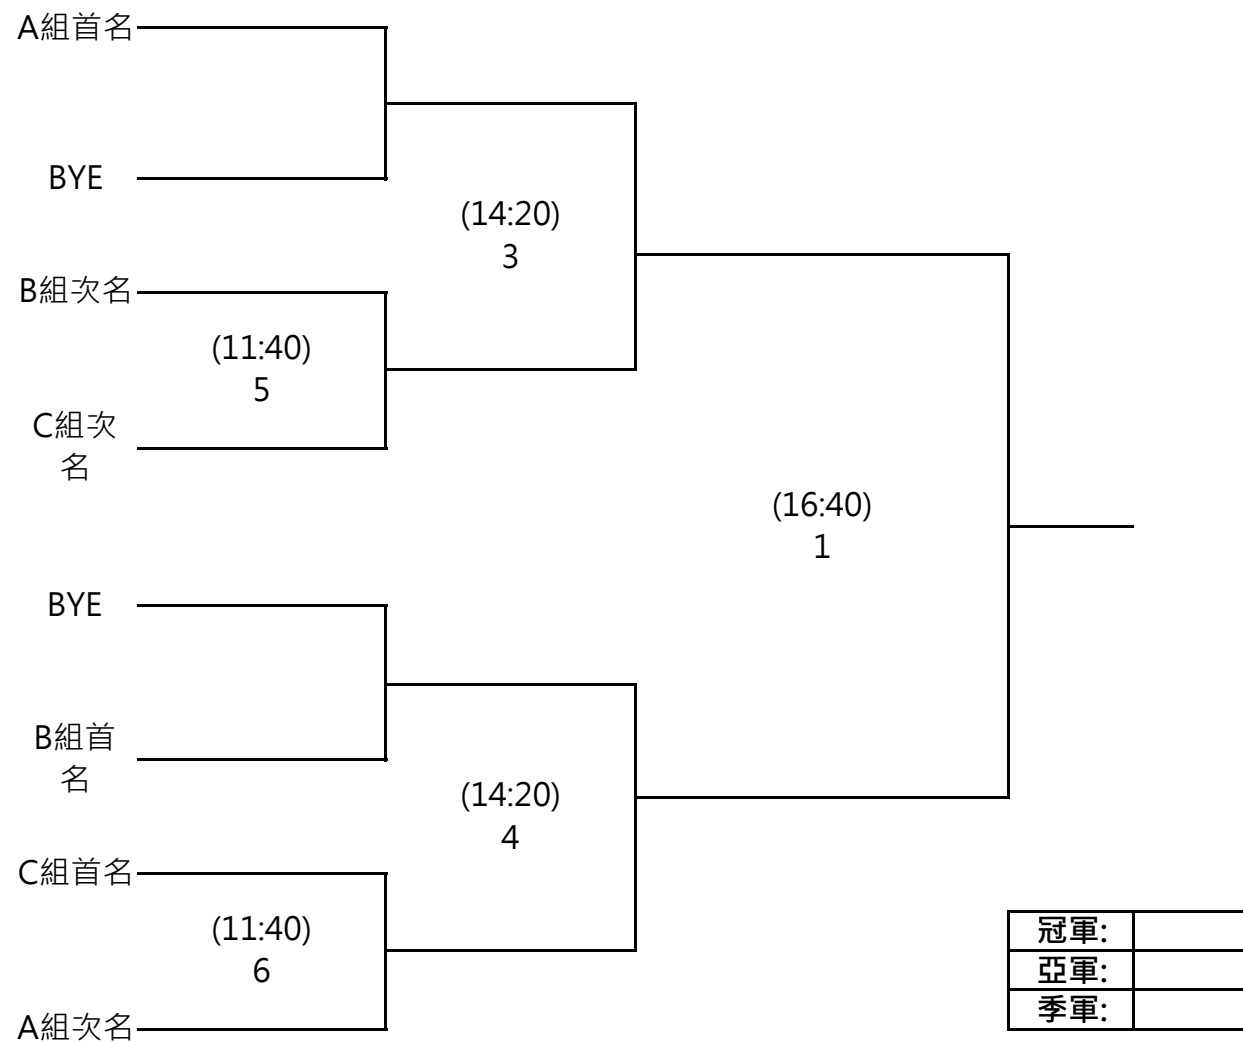 A組首名
BYE
(14:20)
3
B組次名
(11:40)
5
C組次
名
(16:40)
1
BYE
B組首
名
(14:20)
4
C組首名
(11:40)
6
A組次名
冠軍:
亞軍:
季軍: